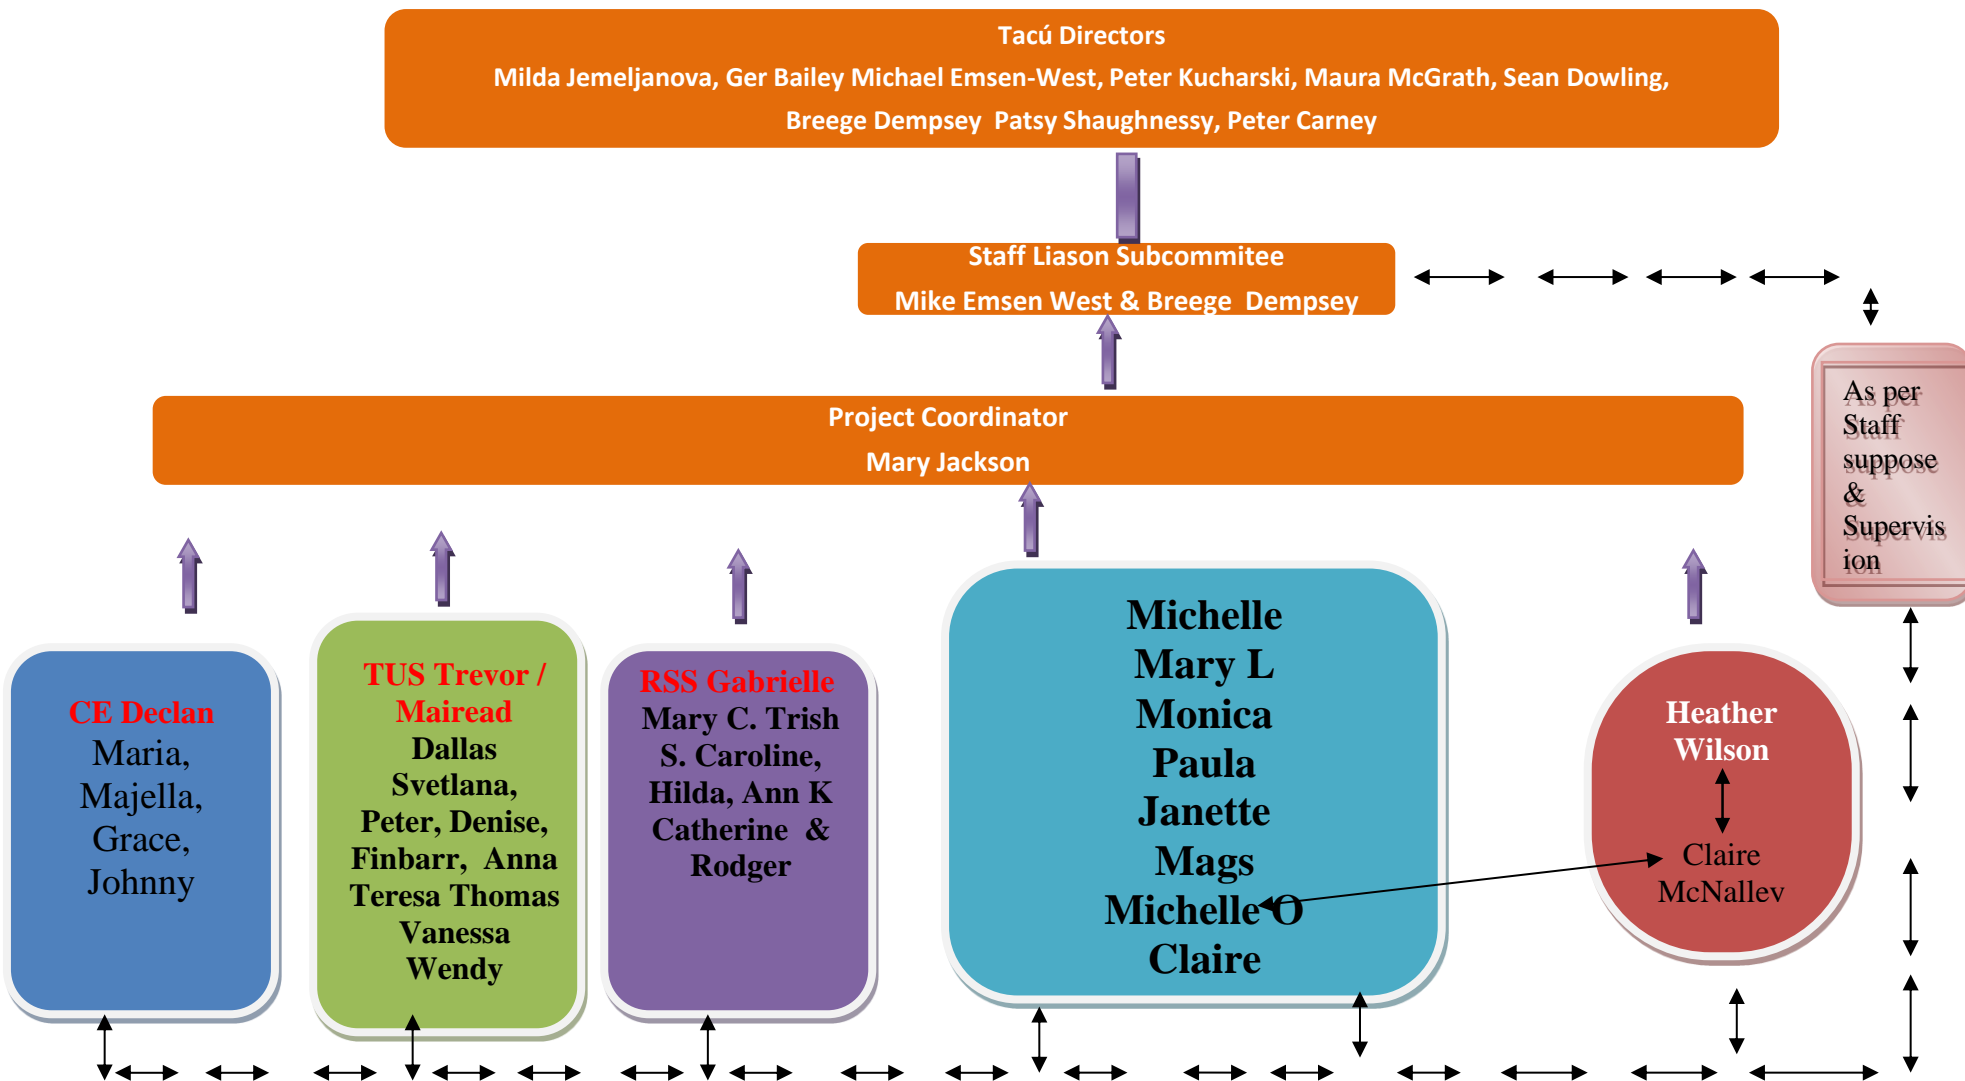 Tacú Directors
Milda Jemeljanova, Ger Bailey Michael Emsen-West, Peter Kucharski, Maura McGrath, Sean Dowling,
Breege Dempsey  Patsy Shaughnessy, Peter Carney
Staff Liason Subcommitee
Mike Emsen West & Breege  Dempsey
Project Coordinator
Mary Jackson
As per
Staff
suppose
&
Supervis
ion
CE Declan
Maria,
Majella,
Grace,
Johnny
TUS Trevor /
Mairead
Dallas
Svetlana,
Peter, Denise,
Finbarr,  Anna
Teresa Thomas
Vanessa
Wendy
RSS Gabrielle
Mary C. Trish
S. Caroline,
Hilda, Ann K
Catherine  &
Rodger
Michelle
Mary L
Monica
Paula
Janette
Mags
Michelle O
Claire
Heather
Wilson
Claire
McNalley